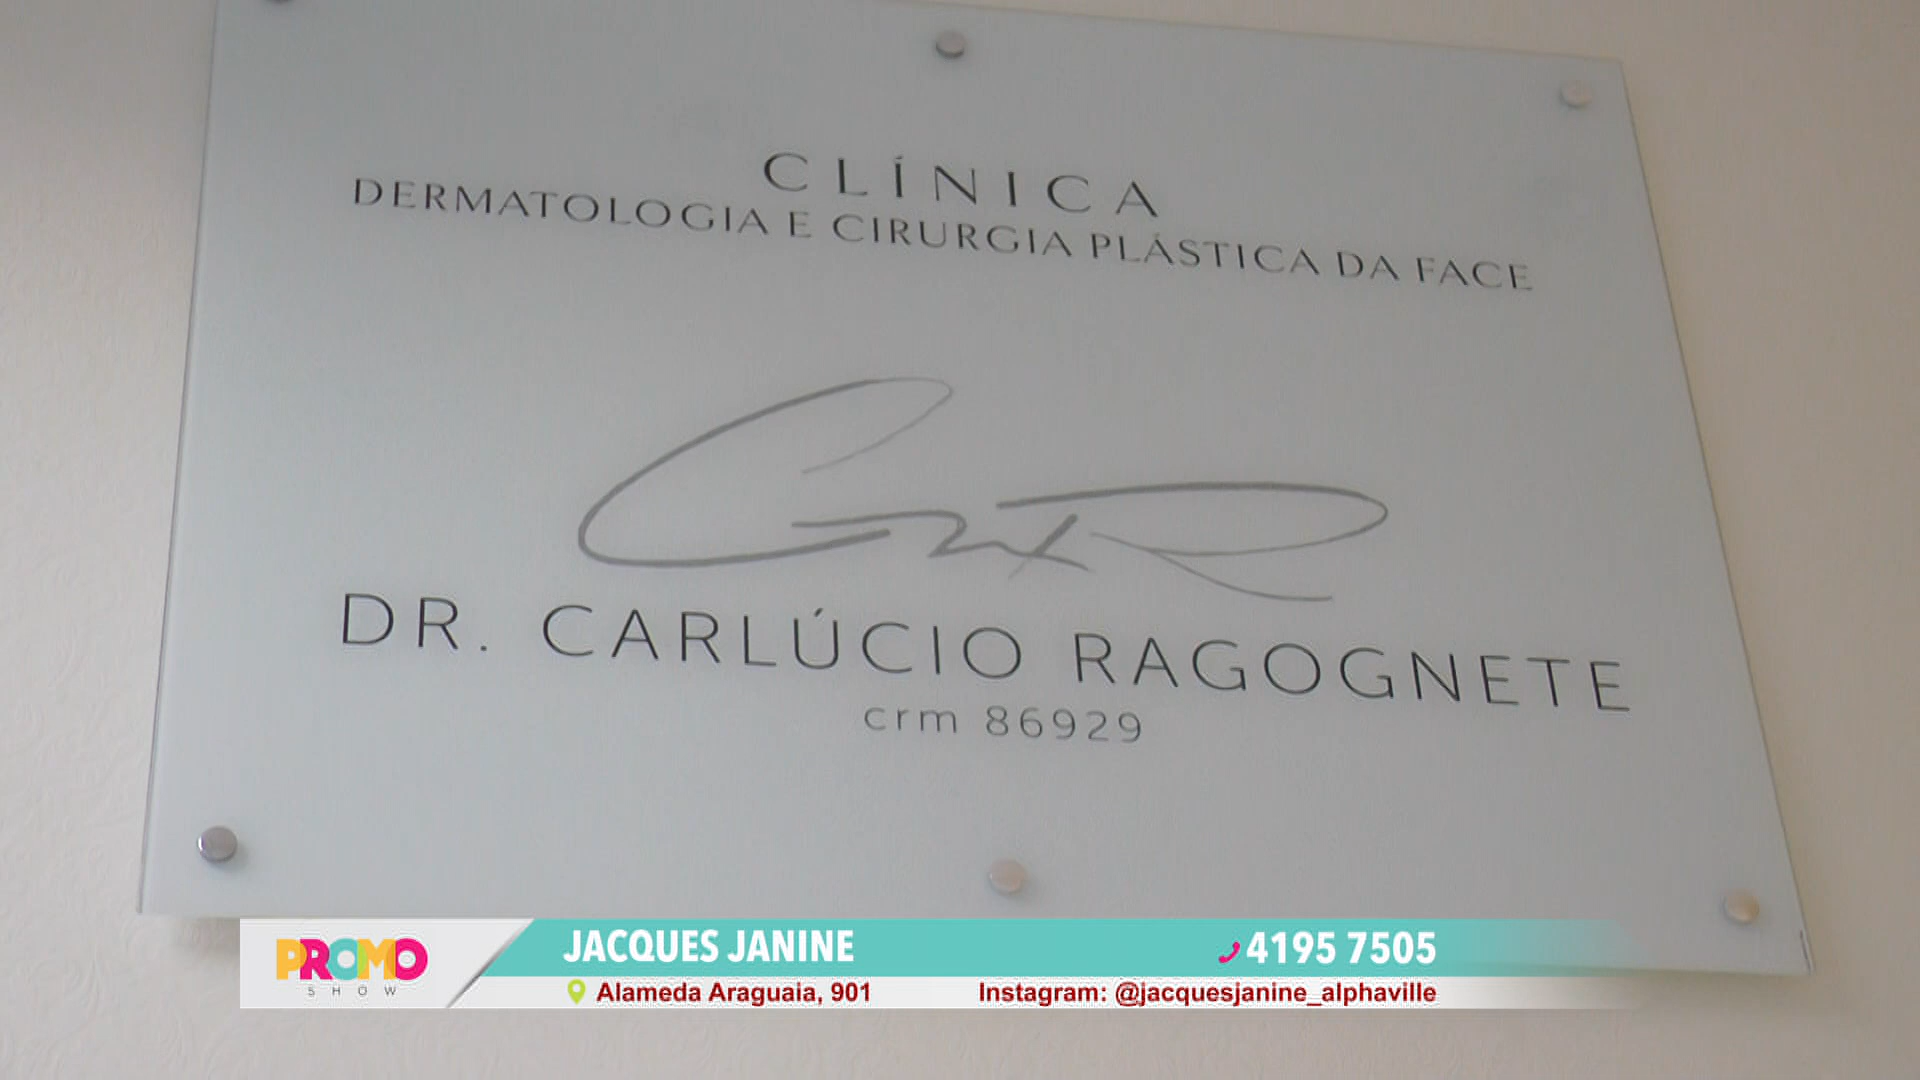 CLÍNICA
DERMATOLOGIA E CIRURGIA PLÁSTICA DA FACE
DR. CARLÚCIO RAGOGNETE
crm 86929
PROMO
SHOW
JACQUES JANINE
4195 7505
Alameda Araguaia, 901
Instagram: @jacquesjanine_alphaville